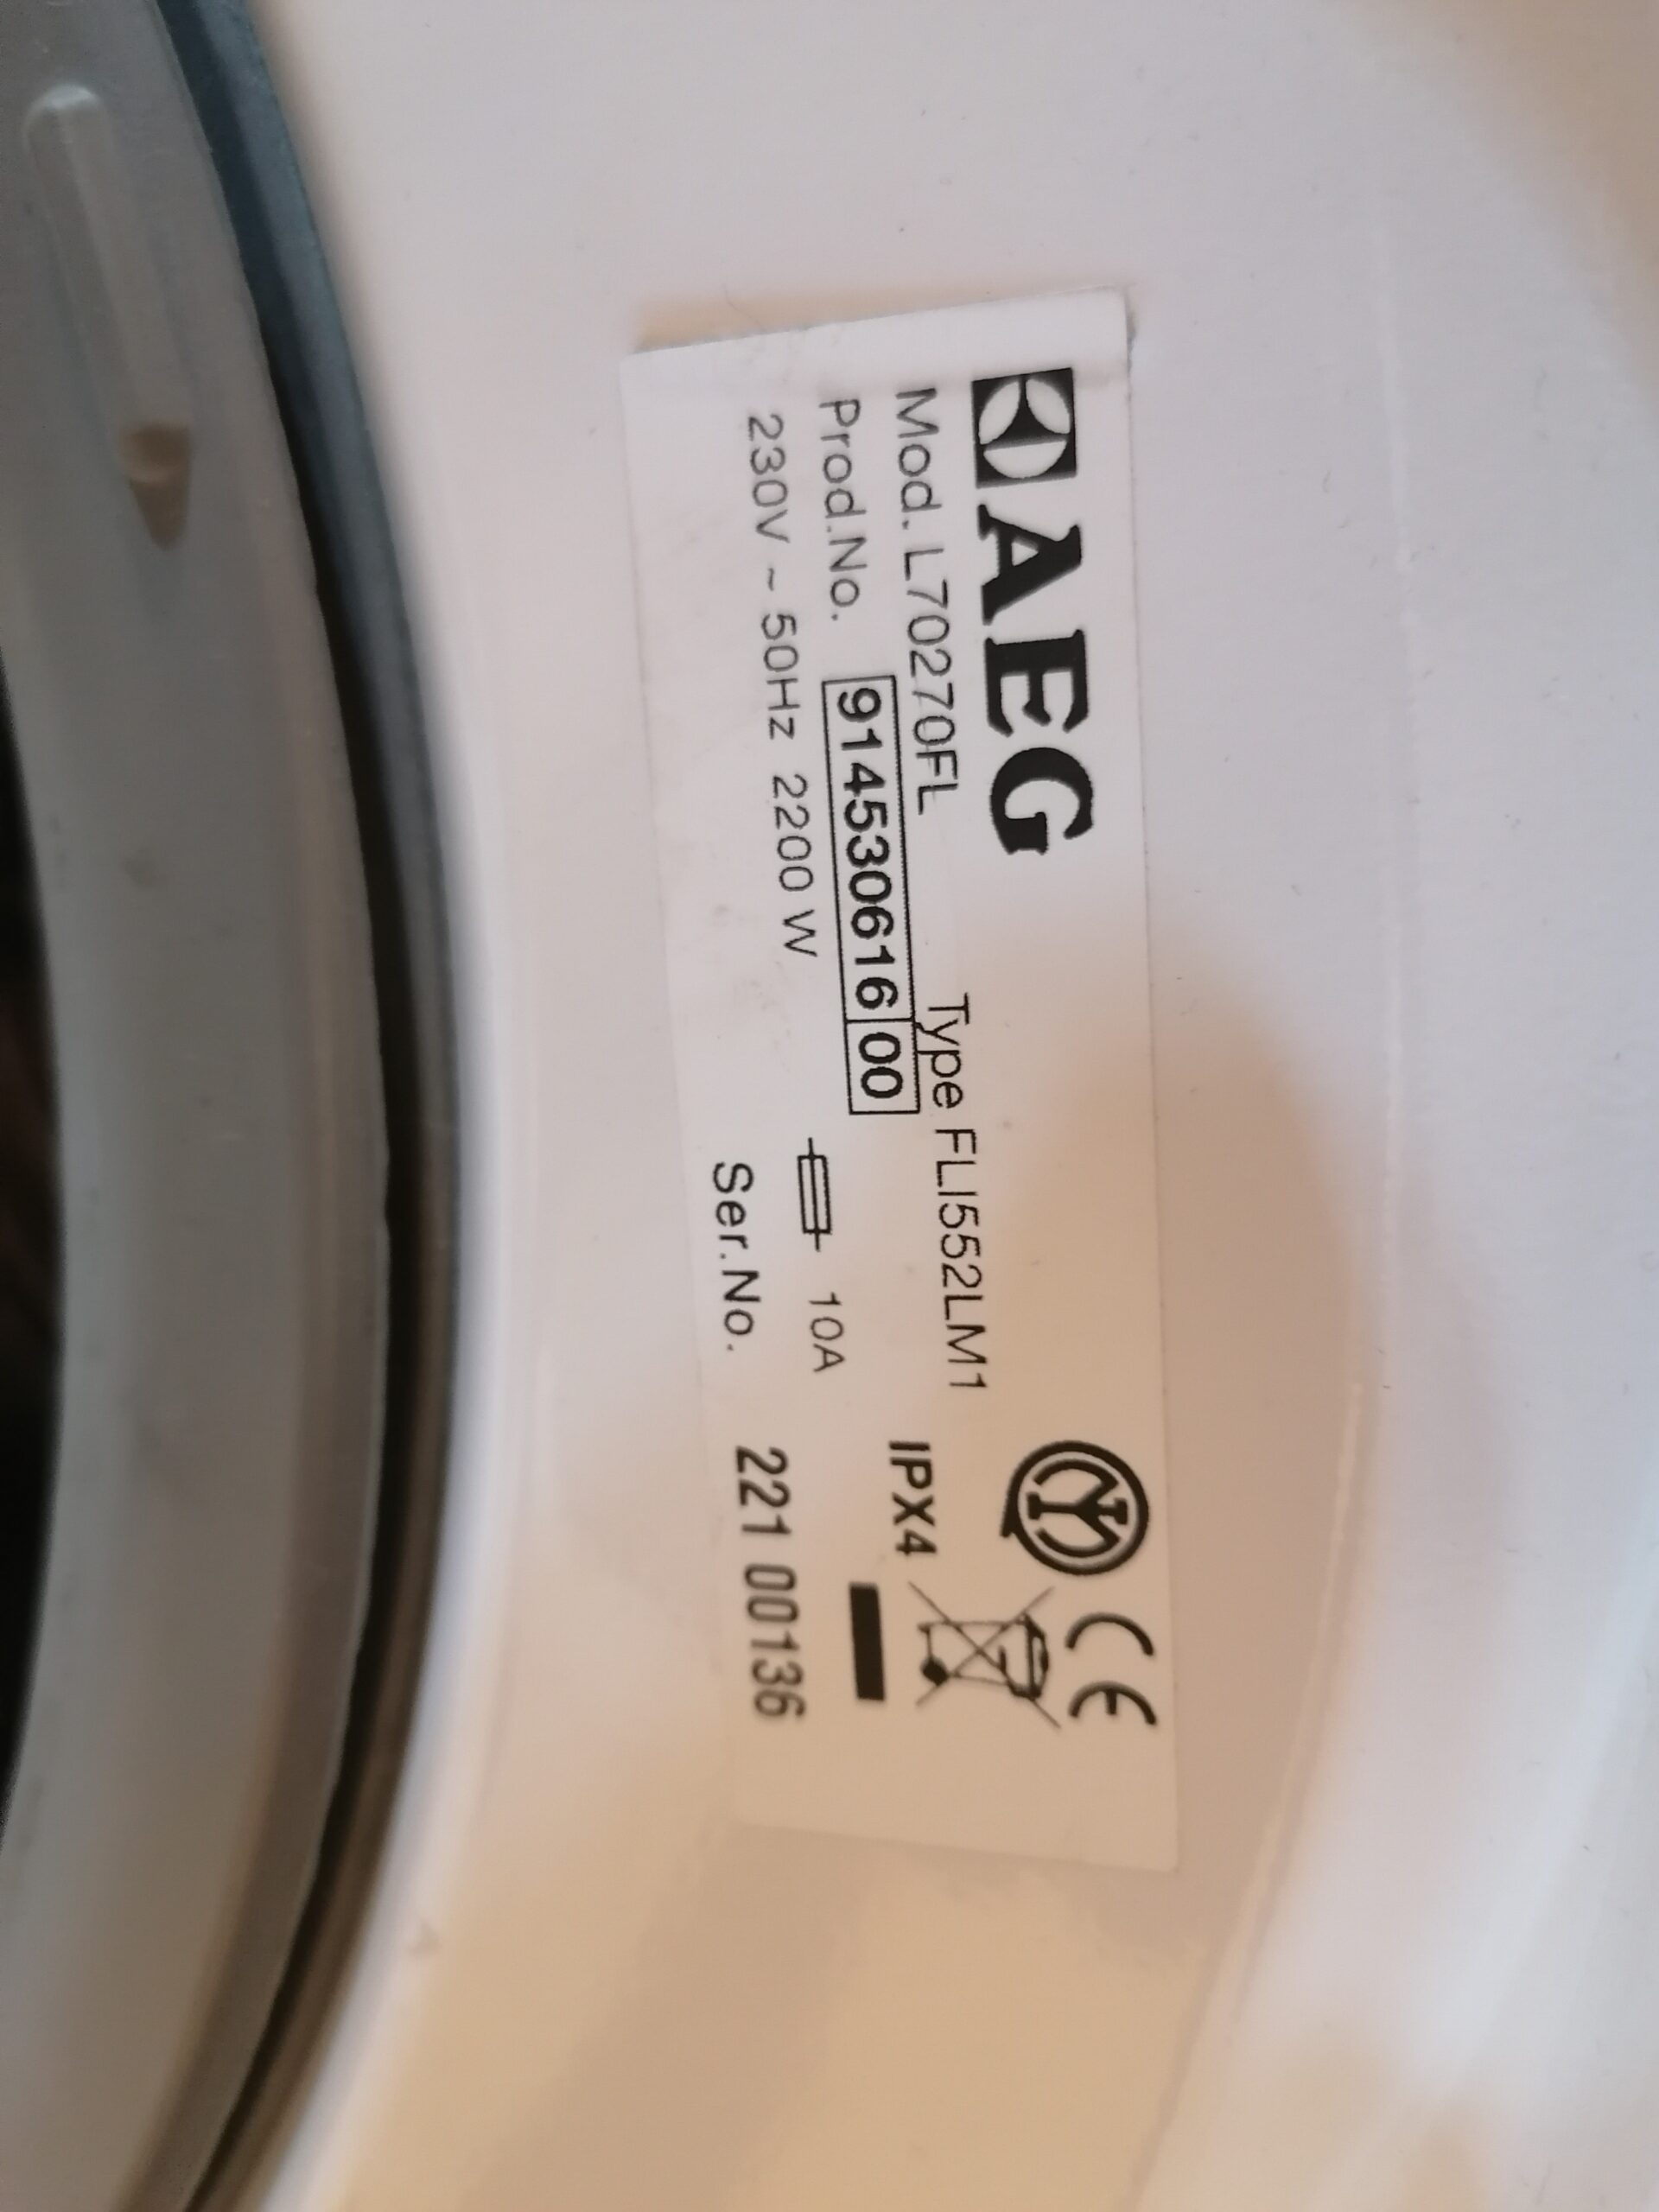 AEG
CE
Mod. L70270FL Type FLI552LM1
Prod.No. 914530616 00 IPX4
230V ~ 50Hz 2200 W 10A
Ser.No. 221 00136